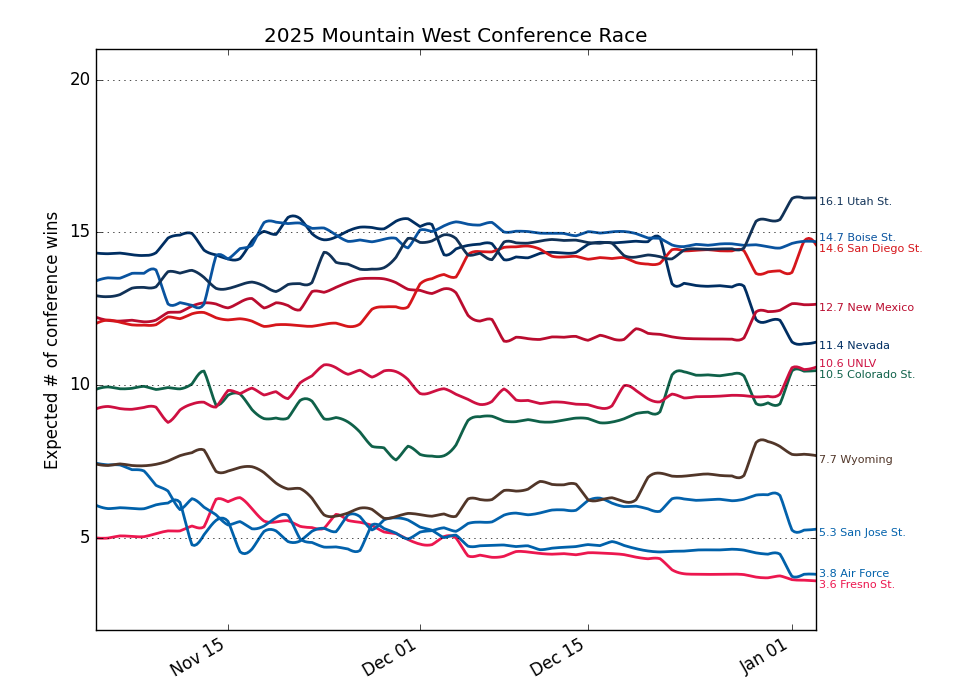 2025 Mountain West Conference Race
Expected # of conference wins
20
15
10
5
16.1 Utah St.
14.7 Boise St.
14.6 San Diego St.
12.7 New Mexico
11.4 Nevada
10.6 UNLV
10.5 Colorado St.
7.7 Wyoming
5.3 San Jose St.
3.8 Air Force
3.6 Fresno St.
Nov 15
Dec 01
Dec 15
Jan 01